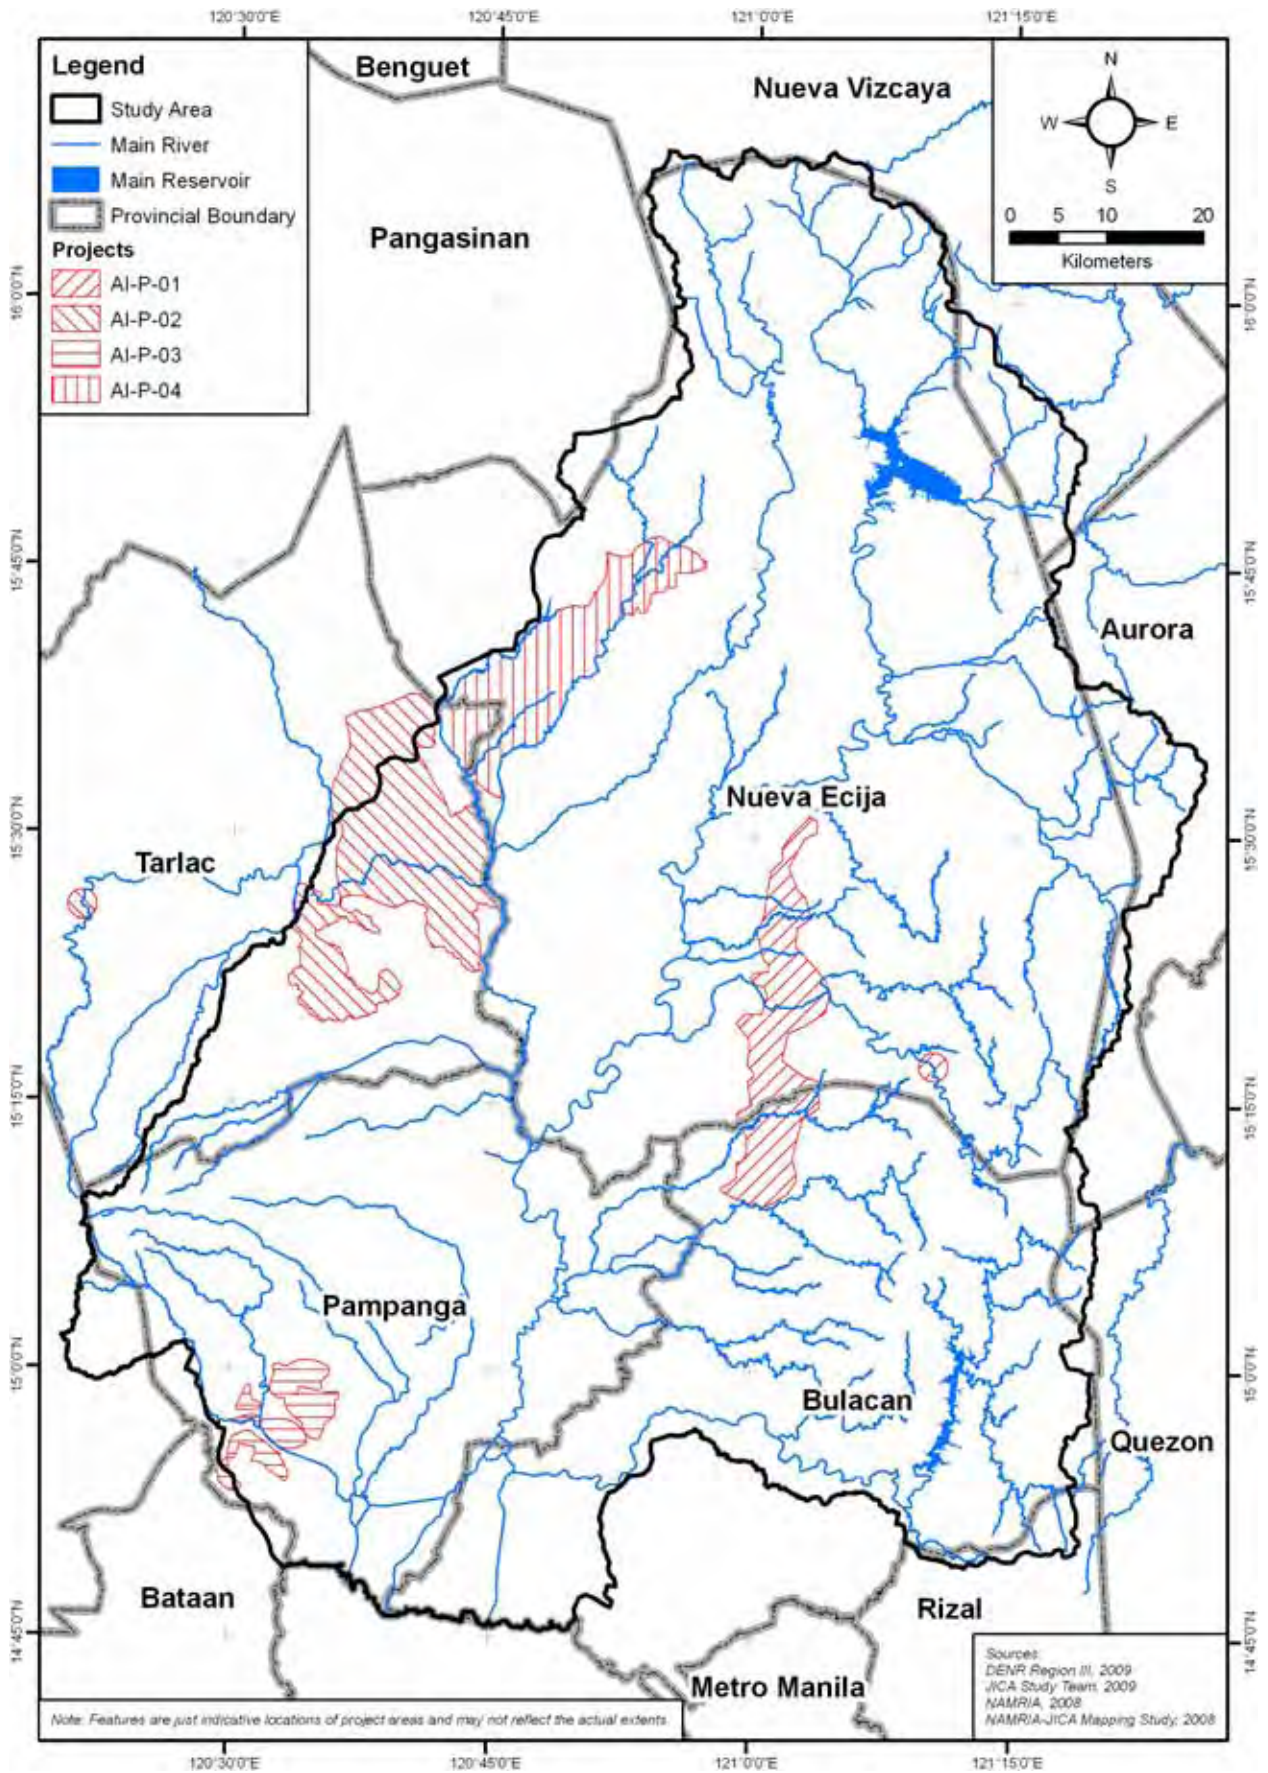 120°30'0"E
120°45'0"E
121°0'0"E
121°15'0"E
Legend
Study Area
Main River
Main Reservoir
Provincial Boundary
Projects
AI-P-01
AI-P-02
AI-P-03
AI-P-04
Benguet
Nueva Vizcaya
N
W
E
S
0 5 10 20
Kilometers
Pangasinan
16°0'0"N
16°0'0"N
15°45'0"N
15°45'0"N
Aurora
Nueva Ecija
15°30'0"N
15°30'0"N
Tarlac
15°15'0"N
15°15'0"N
Pampanga
15°0'0"N
15°0'0"N
Bulacan
Quezon
Bataan
Rizal
14°45'0"N
14°45'0"N
Metro Manila
Sources:
DENR Region III, 2009
JICA Study Team, 2009
NAMRIA, 2008
NAMRIA-JICA Mapping Study; 2008
Note: Features are just indicative locations of project areas and may not reflect the actual extents
120°30'0"E
120°45'0"E
121°0'0"E
121°15'0"E